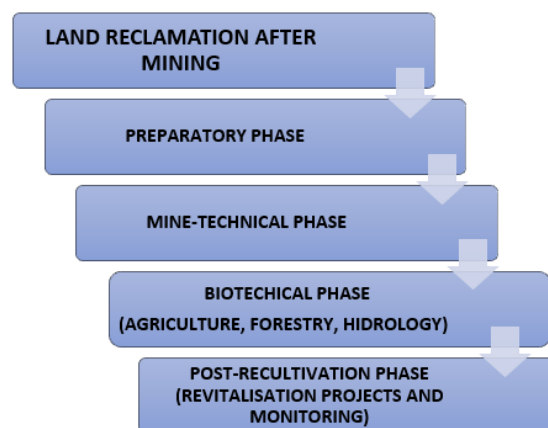 LAND RECLAMATION AFTER
MINING
PREPARATORY PHASE
MINE-TECHNICAL PHASE
BIOTECHICAL PHASE
(AGRICULTURE, FORESTRY, HIDROLOGY)
POST-RECULTIVATION PHASE
(REVITALISATION PROJECTS AND
MONITORING)